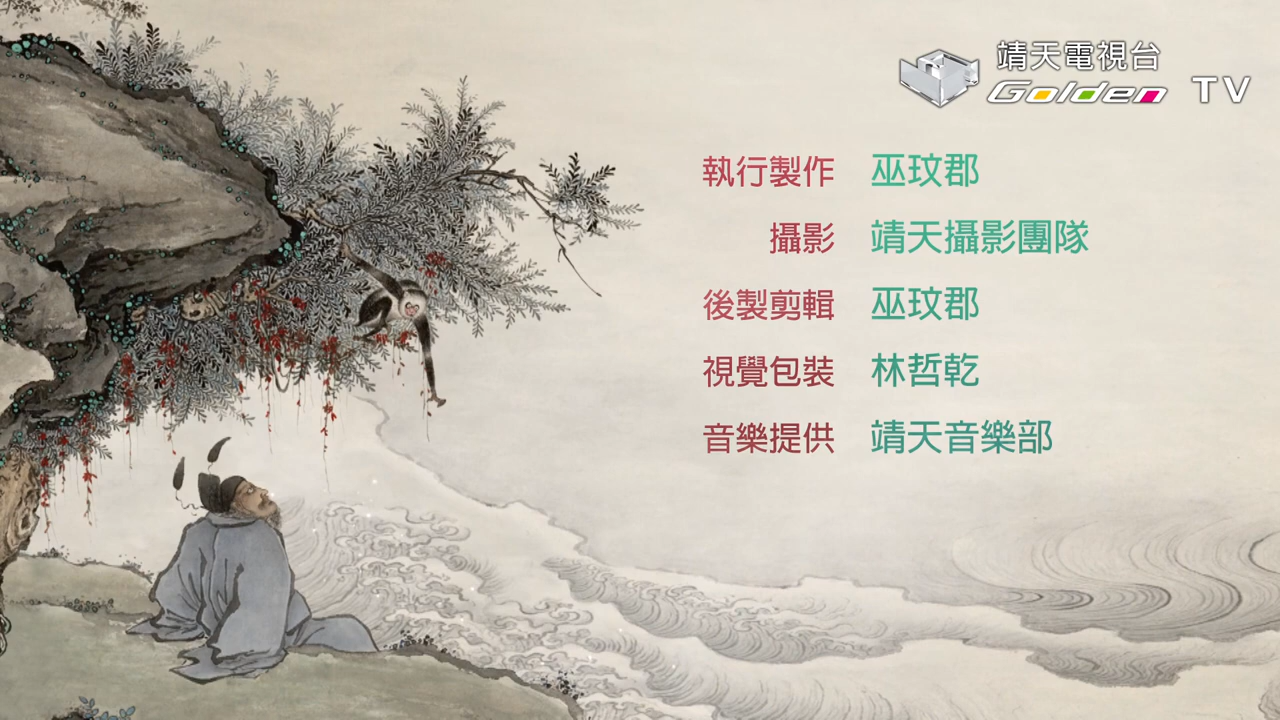 靖天電視台
Golden TV
執行製作 巫玟郡
攝影 靖天攝影團隊
後製剪輯 巫玟郡
視覺包裝 林哲乾
音樂提供 靖天音樂部